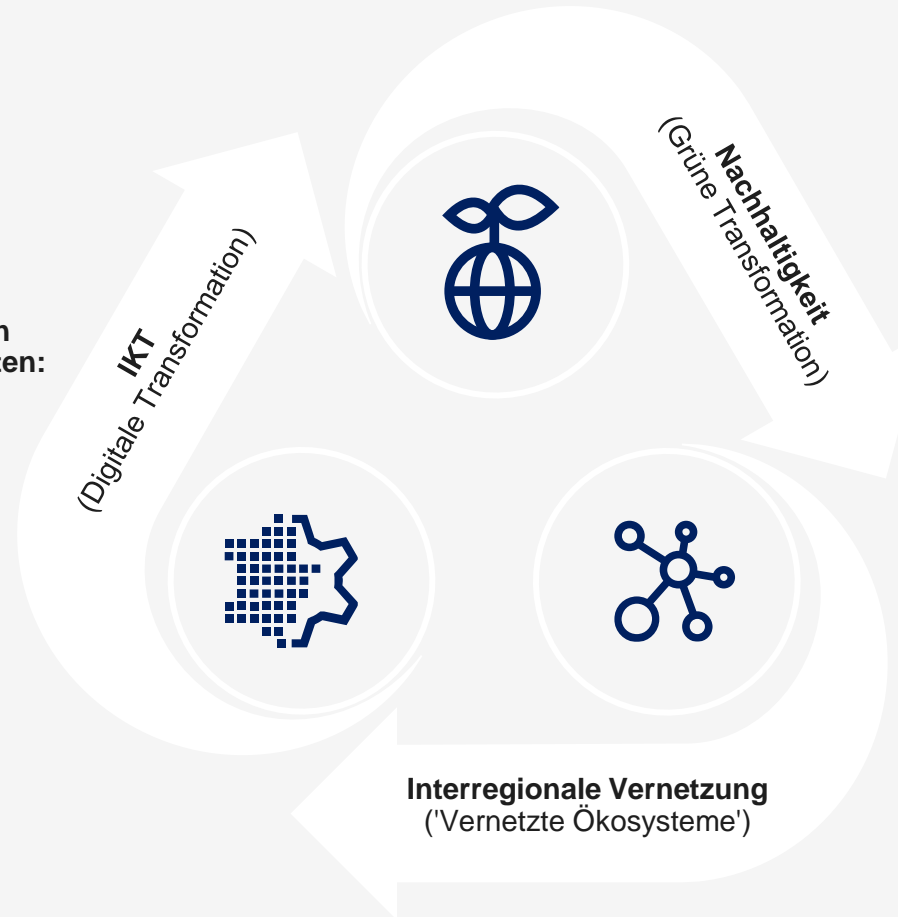 IKT
(Digitale Transformation)
Nachhaltigkeit
(Grüne Transformation)
Interregionale Vernetzung
('Vernetzte Ökosysteme')